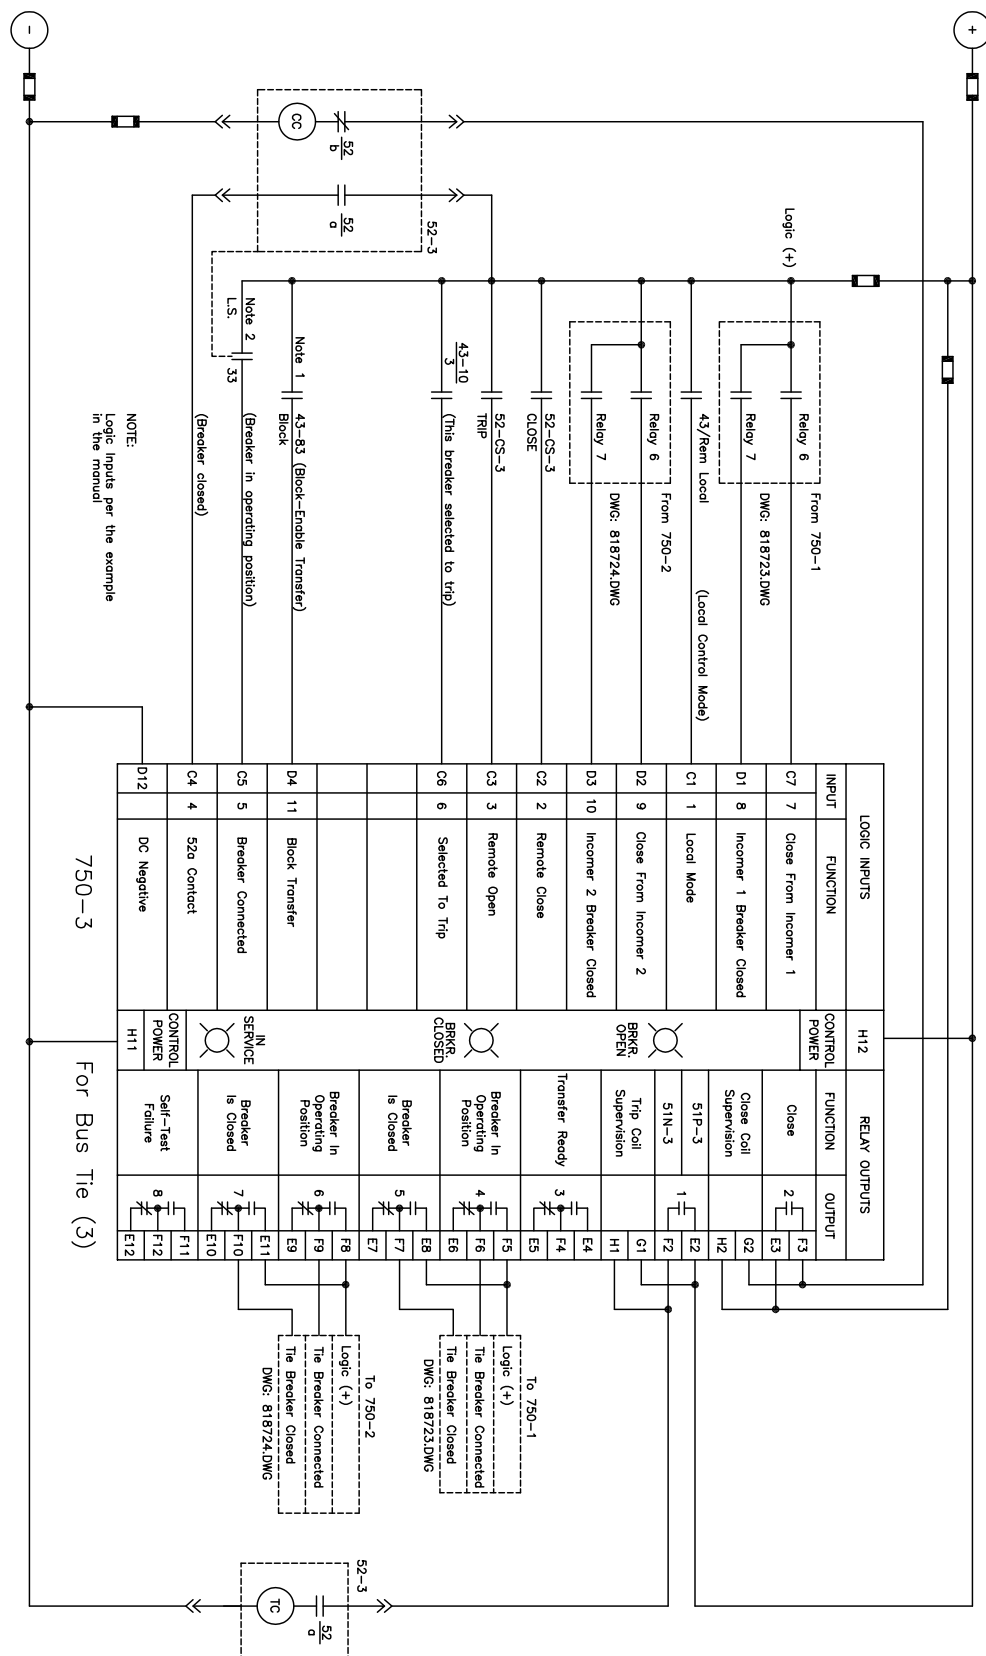 +
-
Logic (+)
52-3
CC
52
b
52
a
Relay 6
Relay 7
From 750-1
DWG: 818723.DWG
43/Rem Local
(Local Control Mode)
Relay 6
Relay 7
From 750-2
DWG: 818724.DWG
52-CS-3
CLOSE
52-CS-3
TRIP
43-10
3
(This breaker selected to trip)
Note 1
43-83 (Block-Enable Transfer)
Block
Note 2
L.S.
33
(Breaker in operating position)
(Breaker closed)
NOTE:
Logic Inputs per the example
in the manual
LOGIC INPUTS
INPUT
FUNCTION
C7 7 Close From Incomer 1
D1 8 Incomer 1 Breaker Closed
C1 1 Local Mode
D2 9 Close From Incomer 2
D3 10 Incomer 2 Breaker Closed
C2 2 Remote Close
C3 3 Remote Open
C6 6 Selected To Trip
D4 11 Block Transfer
C5 5 Breaker Connected
C4 4 52a Contact
D12 DC Negative
750-3
For Bus Tie (3)
H12
CONTROL
POWER
BRKR.
OPEN
BRKR.
CLOSED
IN
SERVICE
CONTROL
POWER
H11
RELAY OUTPUTS
FUNCTION
OUTPUT
Close
2
F3
E3
Close Coil
Supervision
G2
H2
51P-3
51N-3
1
E2
F2
Trip Coil
Supervision
G1
H1
Transfer Ready
3
E4
F4
E5
Breaker In
Operating
Position
4
F5
F6
E6
Breaker
Is Closed
5
E8
F7
E7
Breaker In
Operating
Position
6
F8
F9
E9
Breaker
Is Closed
7
E11
F10
E10
Self-Test
Failure
8
F11
F12
E12
To 750-1
Logic (+)
Tie Breaker Connected
Tie Breaker Closed
DWG: 818723.DWG
To 750-2
Logic (+)
Tie Breaker Connected
Tie Breaker Closed
DWG: 818724.DWG
52-3
TC
52
a